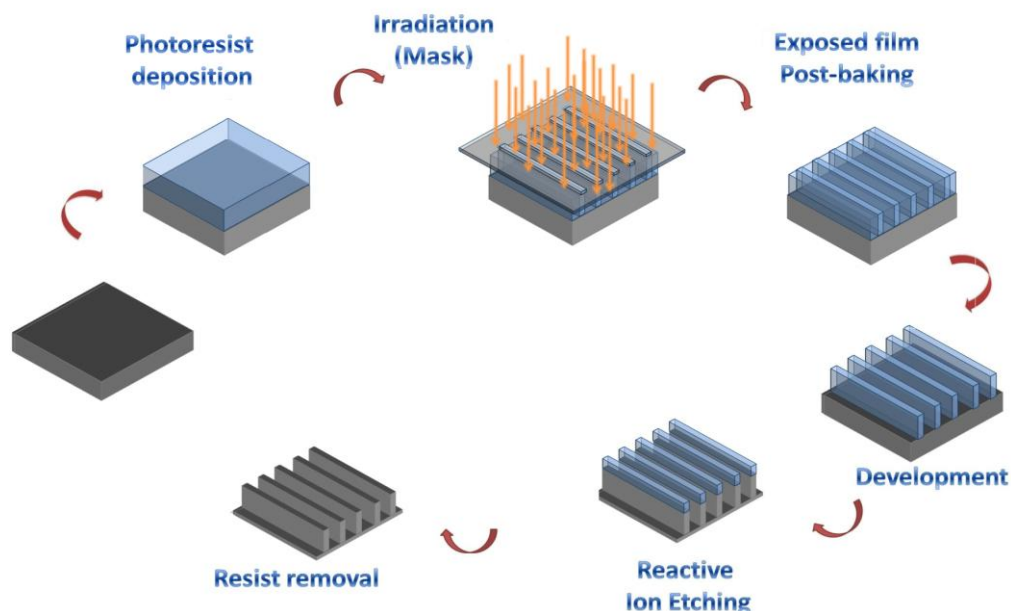 Photoresist
deposition
Irradiation
(Mask)
Exposed film
Post-baking
Development
Reactive
Ion Etching
Resist removal